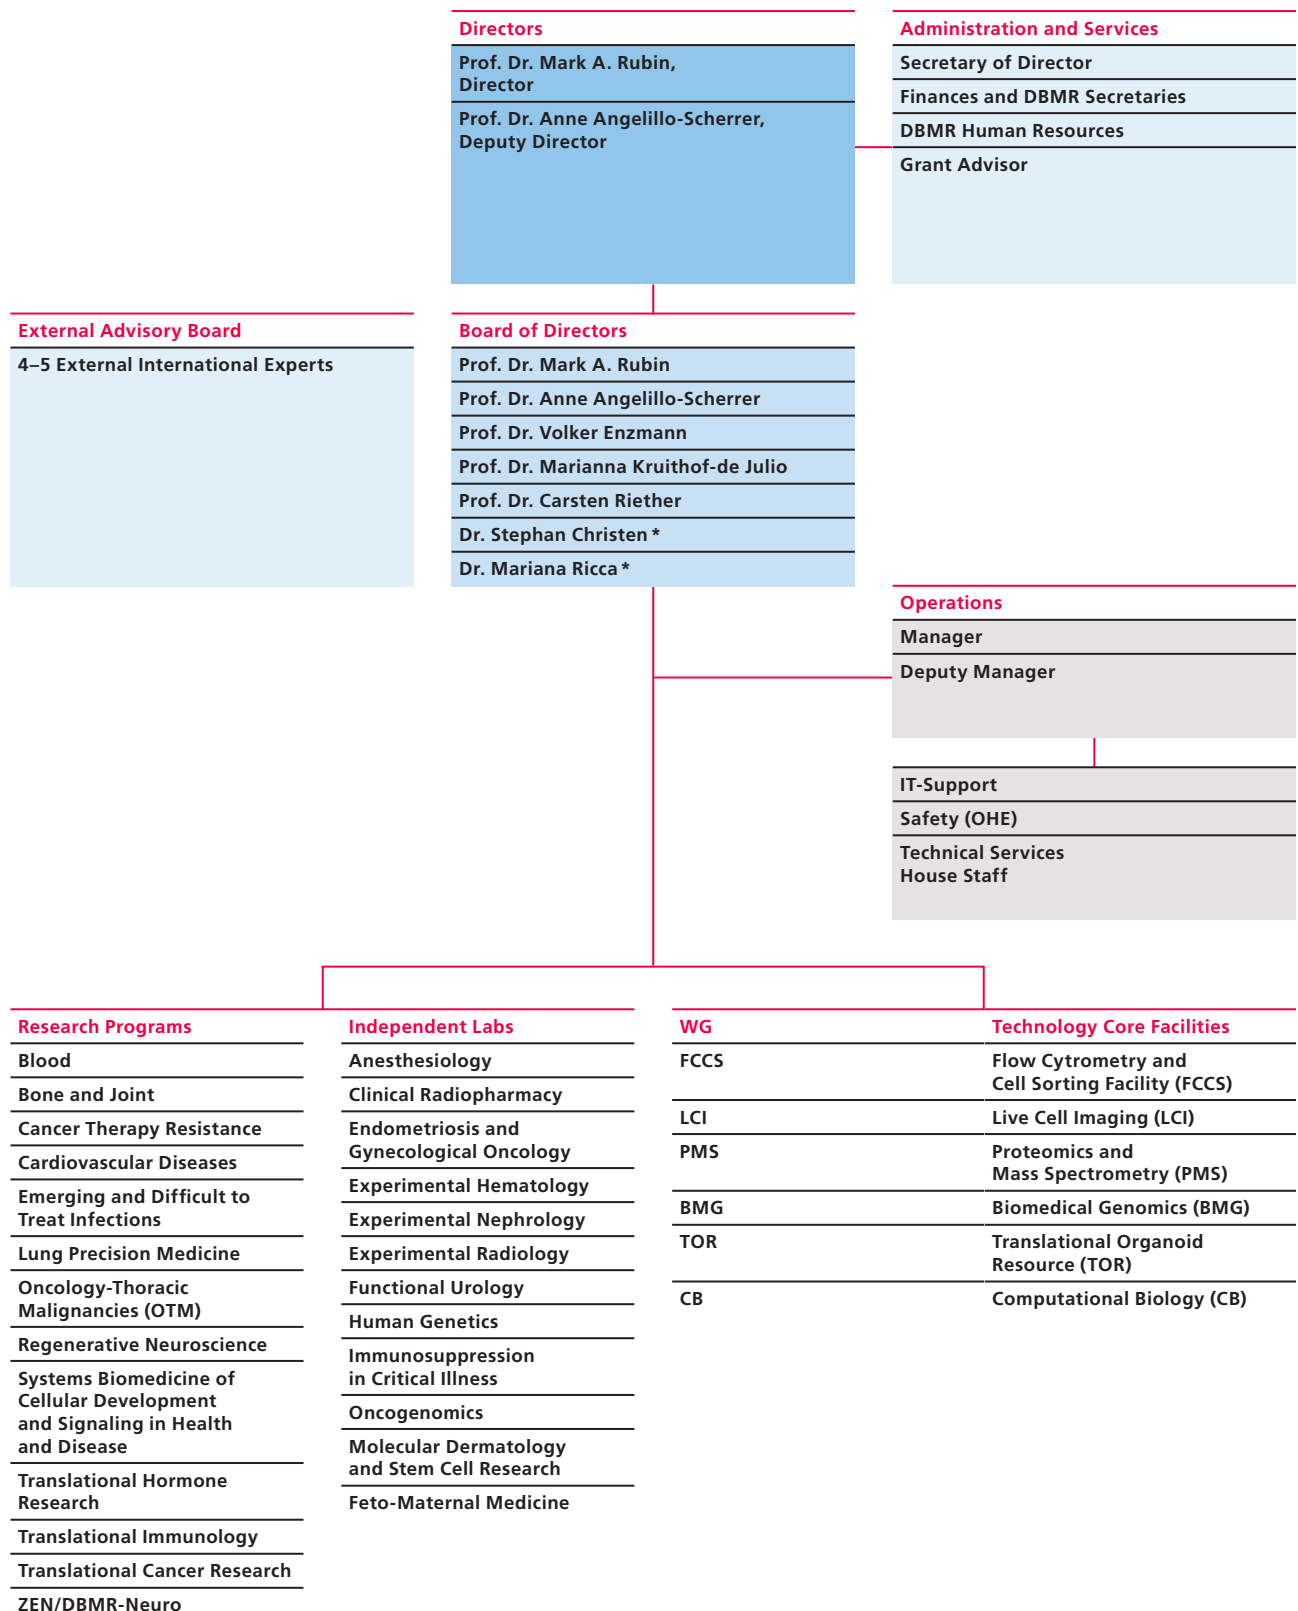 Directors
Prof. Dr. Mark A. Rubin,
Director
Prof. Dr. Anne Angelillo-Scherrer,
Deputy Director
Administration and Services
Secretary of Director
Finances and DBMR Secretaries
DBMR Human Resources
Grant Advisor
External Advisory Board
4–5 External International Experts
Board of Directors
Prof. Dr. Mark A. Rubin
Prof. Dr. Anne Angelillo-Scherrer
Prof. Dr. Volker Enzmann
Prof. Dr. Marianna Kruithof-de Julio
Prof. Dr. Carsten Riether
Dr. Stephan Christen *
Dr. Mariana Ricca *
Operations
Manager
Deputy Manager
IT-Support
Safety (OHE)
Technical Services
House Staff
Research Programs
Blood
Bone and Joint
Cancer Therapy Resistance
Cardiovascular Diseases
Emerging and Difficult to
Treat Infections
Lung Precision Medicine
Oncology-Thoracic
Malignancies (OTM)
Regenerative Neuroscience
Systems Biomedicine of
Cellular Development
and Signaling in Health
and Disease
Translational Hormone
Research
Translational Immunology
Translational Cancer Research
ZEN/DBMR-Neuro
Independent Labs
Anesthesiology
Clinical Radiopharmacy
Endometriosis and
Gynecological Oncology
Experimental Hematology
Experimental Nephrology
Experimental Radiology
Functional Urology
Human Genetics
Immunosuppression
in Critical Illness
Oncogenomics
Molecular Dermatology
and Stem Cell Research
Feto-Maternal Medicine
WG
FCCS
LCI
PMS
BMG
TOR
CB
Technology Core Facilities
Flow Cytrometry and
Cell Sorting Facility (FCCS)
Live Cell Imaging (LCI)
Proteomics and
Mass Spectrometry (PMS)
Biomedical Genomics (BMG)
Translational Organoid
Resource (TOR)
Computational Biology (CB)